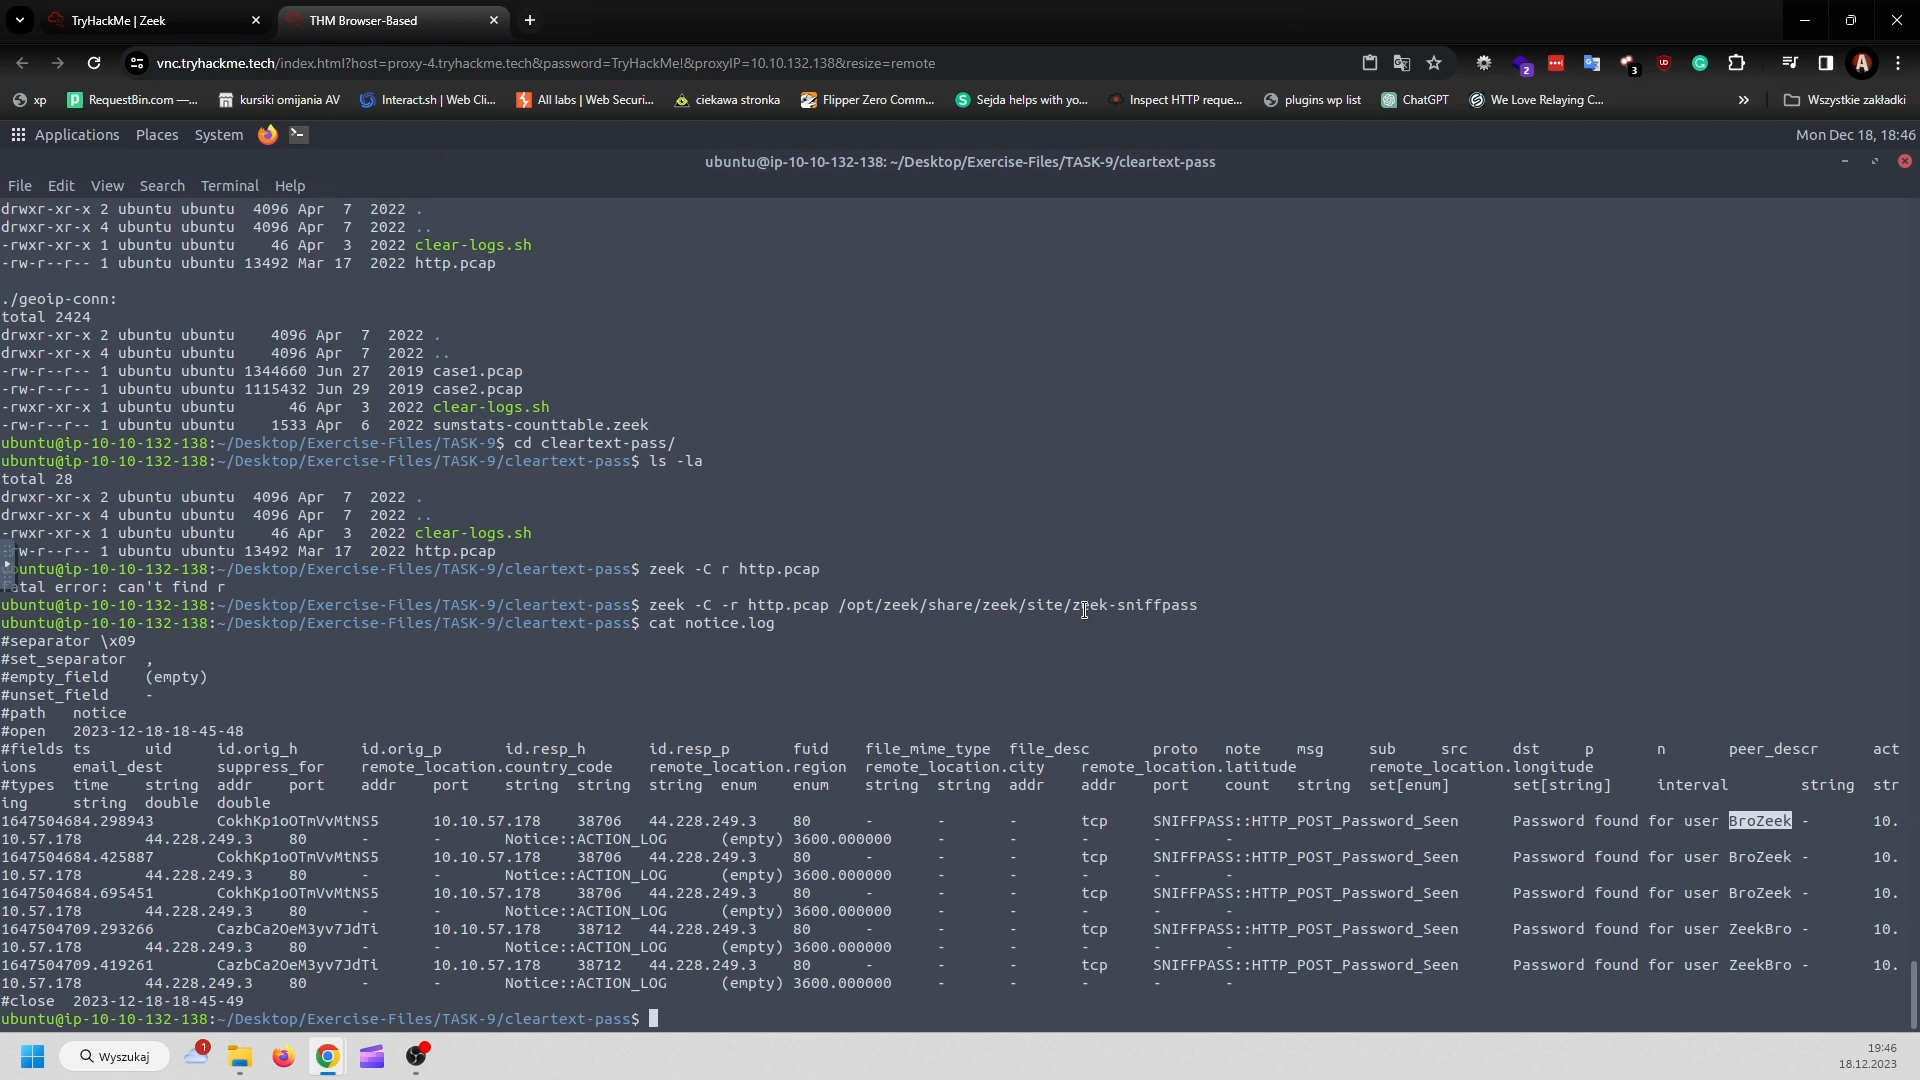 TryHackMe | Zeek
THM Browser-Based
vnc.tryhackme.tech/index.html?host=proxy-4.tryhackme.tech&password=TryHackMe!&proxyIP=10.10.132.138&resize=remote
2
3
A
xp
RequestBin.com —...
kursiki omijania AV
Interact.sh | Web Cli...
All labs | Web Securi...
ciekawa stronka
Flipper Zero Comm...
Sejda helps with yo...
Inspect HTTP reque...
plugins wp list
ChatGPT
We Love Relaying C...
»
Wszystkie zakładki
Applications Places System
Mon Dec 18, 18:46
ubuntu@ip-10-10-132-138: ~/Desktop/Exercise-Files/TASK-9/cleartext-pass
File Edit View Search Terminal Help
drwxr-xr-x 2 ubuntu ubuntu  4096 Apr  7  2022 .
drwxr-xr-x 4 ubuntu ubuntu  4096 Apr  7  2022 ..
-rwxr-xr-x 1 ubuntu ubuntu    46 Apr  3  2022 clear-logs.sh
-rw-r--r-- 1 ubuntu ubuntu 13492 Mar 17  2022 http.pcap
./geoip-conn:
total 2424
drwxr-xr-x 2 ubuntu ubuntu    4096 Apr  7  2022 .
drwxr-xr-x 4 ubuntu ubuntu    4096 Apr  7  2022 ..
-rw-r--r-- 1 ubuntu ubuntu 1344660 Jun 27  2019 case1.pcap
-rw-r--r-- 1 ubuntu ubuntu 1115432 Jun 29  2019 case2.pcap
-rwxr-xr-x 1 ubuntu ubuntu      46 Apr  3  2022 clear-logs.sh
-rw-r--r-- 1 ubuntu ubuntu    1533 Apr  6  2022 sumstats-counttable.zeek
ubuntu@ip-10-10-132-138:~/Desktop/Exercise-Files/TASK-9$ cd cleartext-pass/
ubuntu@ip-10-10-132-138:~/Desktop/Exercise-Files/TASK-9/cleartext-pass$ ls -la
total 28
drwxr-xr-x 2 ubuntu ubuntu  4096 Apr  7  2022 .
drwxr-xr-x 4 ubuntu ubuntu  4096 Apr  7  2022 ..
-rwxr-xr-x 1 ubuntu ubuntu    46 Apr  3  2022 clear-logs.sh
w-r--r-- 1 ubuntu ubuntu 13492 Mar 17  2022 http.pcap
untu@ip-10-10-132-138:~/Desktop/Exercise-Files/TASK-9/cleartext-pass$ zeek -C r http.pcap
atal error: can't find r
ubuntu@ip-10-10-132-138:~/Desktop/Exercise-Files/TASK-9/cleartext-pass$ zeek -C -r http.pcap /opt/zeek/share/zeek/site/zeek-sniffpass
ubuntu@ip-10-10-132-138:~/Desktop/Exercise-Files/TASK-9/cleartext-pass$ cat notice.log
#separator \x09
#set_separator  ,
#empty_field    (empty)
#unset_field    -
#path   notice
#open   2023-12-18-18-45-48
#fields ts      uid     id.orig_h       id.orig_p       id.resp_h       id.resp_p       fuid    file_mime_type  file_desc       proto   note    msg     sub     src     dst     p       n       peer_descr      act
ions    email_dest      suppress_for    remote_location.country_code    remote_location.region  remote_location.city    remote_location.latitude        remote_location.longitude
#types  time    string  addr    port    addr    port    string  string  string  enum    enum    string  string  addr    addr    port    count   string  set[enum]       set[string]     interval        string  str
ing     string  double  double
1647504684.298943       CokhKp1oOTmVvMtNS5      10.10.57.178    38706   44.228.249.3    80      -       -       -       tcp     SNIFFPASS::HTTP_POST_Password_Seen      Password found for user BroZeek -       10.
10.57.178       44.228.249.3    80      -       -       Notice::ACTION_LOG      (empty) 3600.000000     -       -       -       -       -
1647504684.425887       CokhKp1oOTmVvMtNS5      10.10.57.178    38706   44.228.249.3    80      -       -       -       tcp     SNIFFPASS::HTTP_POST_Password_Seen      Password found for user BroZeek -       10.
10.57.178       44.228.249.3    80      -       -       Notice::ACTION_LOG      (empty) 3600.000000     -       -       -       -       -
1647504684.695451       CokhKp1oOTmVvMtNS5      10.10.57.178    38706   44.228.249.3    80      -       -       -       tcp     SNIFFPASS::HTTP_POST_Password_Seen      Password found for user BroZeek -       10.
10.57.178       44.228.249.3    80      -       -       Notice::ACTION_LOG      (empty) 3600.000000     -       -       -       -       -
1647504709.293266       CazbCa2OeM3yv7JdTi      10.10.57.178    38712   44.228.249.3    80      -       -       -       tcp     SNIFFPASS::HTTP_POST_Password_Seen      Password found for user ZeekBro -       10.
10.57.178       44.228.249.3    80      -       -       Notice::ACTION_LOG      (empty) 3600.000000     -       -       -       -       -
1647504709.419261       CazbCa2OeM3yv7JdTi      10.10.57.178    38712   44.228.249.3    80      -       -       -       tcp     SNIFFPASS::HTTP_POST_Password_Seen      Password found for user ZeekBro -       10.
10.57.178       44.228.249.3    80      -       -       Notice::ACTION_LOG      (empty) 3600.000000     -       -       -       -       -
#close  2023-12-18-18-45-49
ubuntu@ip-10-10-132-138:~/Desktop/Exercise-Files/TASK-9/cleartext-pass$
Wyszukaj
1
19:46
18.12.2023